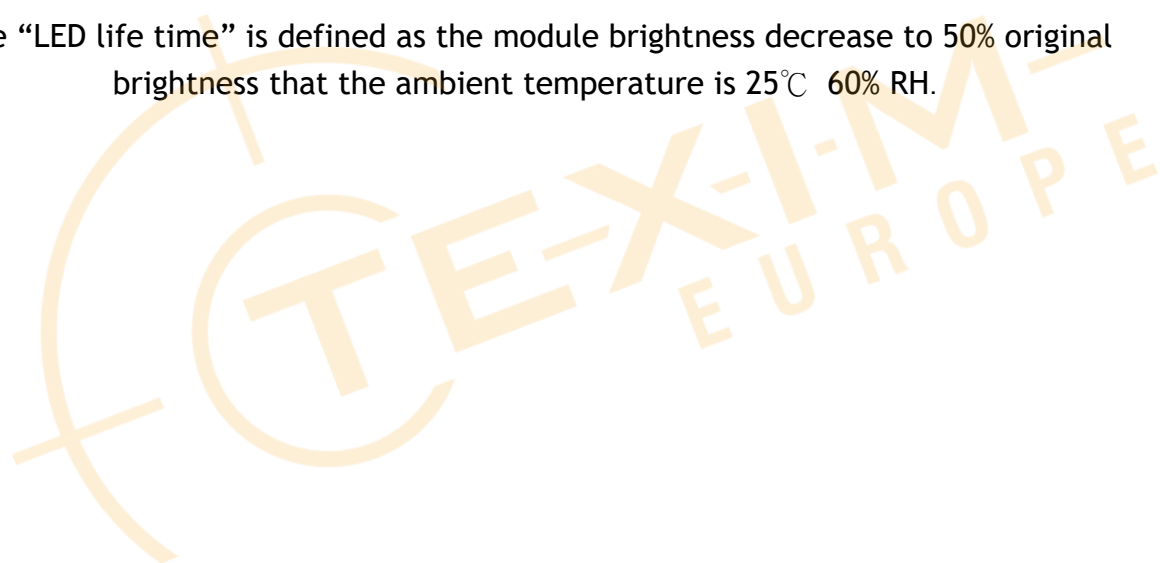 “LED life time” is defined as the module brightness decrease to 50% original
brightness that the ambient temperature is 25℃ 60% RH.
TEXIM
EUROPE